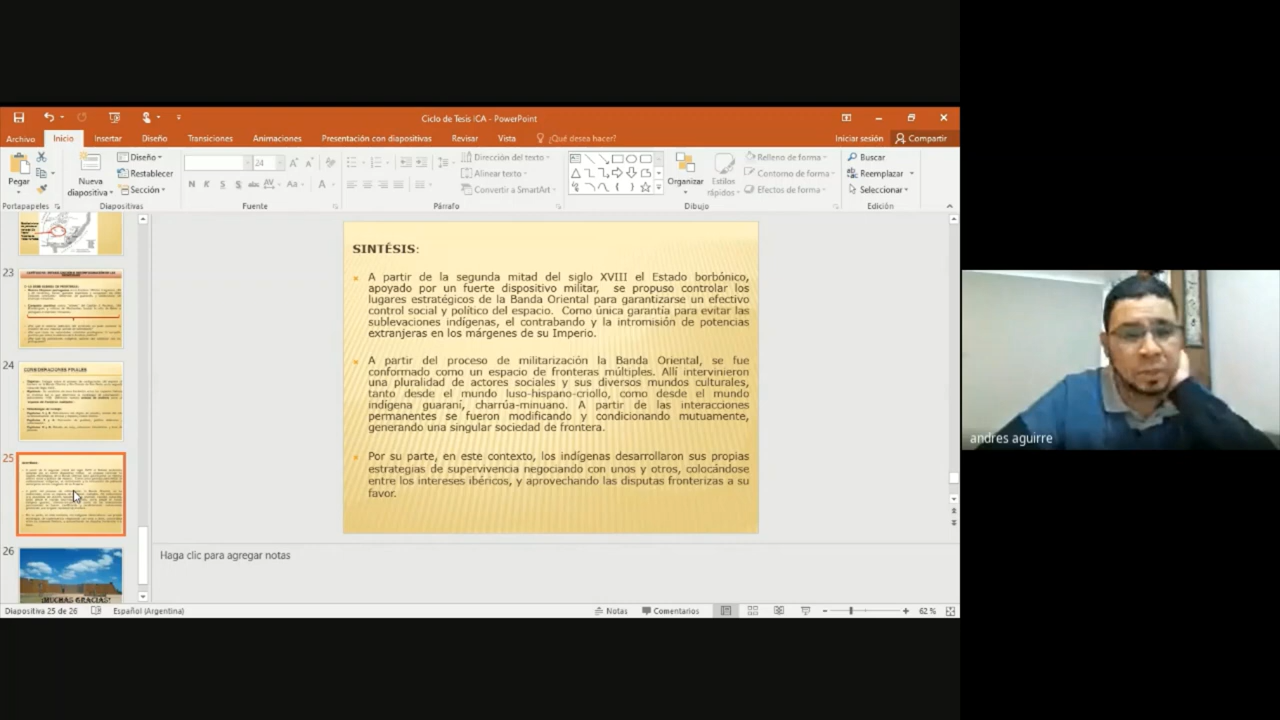 Ciclo de Tesis ICA - PowerPoint
Archivo Inicio Insertar Diseño Transiciones Animaciones Presentación con diapositivas Revisar Vista ¿Qué desea hacer? Iniciar sesión Compartir
Pegar
Nueva diapositiva
Diseño
Restablecer
Sección
24
N K S S abc AV Aa A
Dirección del texto
Alinear texto
Convertir a SmartArt
Organizar
Estilos rápidos
Relleno de forma
Contorno de forma
Efectos de forma
Buscar
Reemplazar
Seleccionar
Portapapeles Diapositivas Fuente Párrafo Dibujo Edición
23
24
CONSIDERACIONES FINALES
25
SINTÉSIS:
26
¡MUCHAS GRACIAS!
SINTÉSIS:
A partir de la segunda mitad del siglo XVIII el Estado borbónico,
apoyado por un fuerte dispositivo militar, se propuso controlar los
lugares estratégicos de la Banda Oriental para garantizarse un efectivo
control social y político del espacio. Como única garantía para evitar las
sublevaciones indígenas, el contrabando y la intromisión de potencias
extranjeras en los márgenes de su Imperio.
A partir del proceso de militarización la Banda Oriental, se fue
conformado como un espacio de fronteras múltiples. Allí intervinieron
una pluralidad de actores sociales y sus diversos mundos culturales,
tanto desde el mundo luso-hispano-criollo, como desde el mundo
indígena guaraní, charrúa-minuano. A partir de las interacciones
permanentes se fueron modificando y condicionando mutuamente,
generando una singular sociedad de frontera.
Por su parte, en este contexto, los indígenas desarrollaron sus propias
estrategias de supervivencia negociando con unos y otros, colocándose
entre los intereses ibéricos, y aprovechando las disputas fronterizas a su
favor.
Haga clic para agregar notas
Diapositiva 25 de 26 Español (Argentina) Notas Comentarios 62 %
andres aguirre